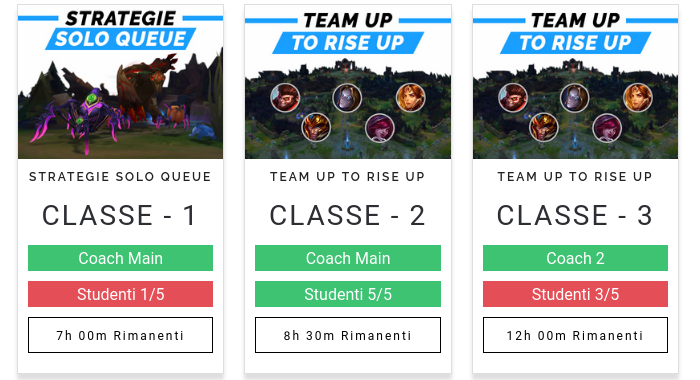 STRATEGIE
SOLO QUEUE
STRATEGIE SOLO QUEUE
CLASSE - 1
Coach Main
Studenti 1/5
7h 00m Rimanenti
TEAM UP
TO RISE UP
TEAM UP TO RISE UP
CLASSE - 2
Coach Main
Studenti 5/5
8h 30m Rimanenti
TEAM UP
TO RISE UP
TEAM UP TO RISE UP
CLASSE - 3
Coach 2
Studenti 3/5
12h 00m Rimanenti